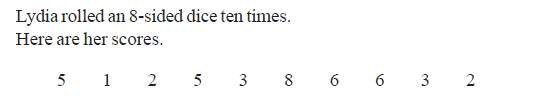 Lydia rolled an 8-sided dice ten times.
Here are her scores.
5 1 2 5 3 8 6 6 3 2